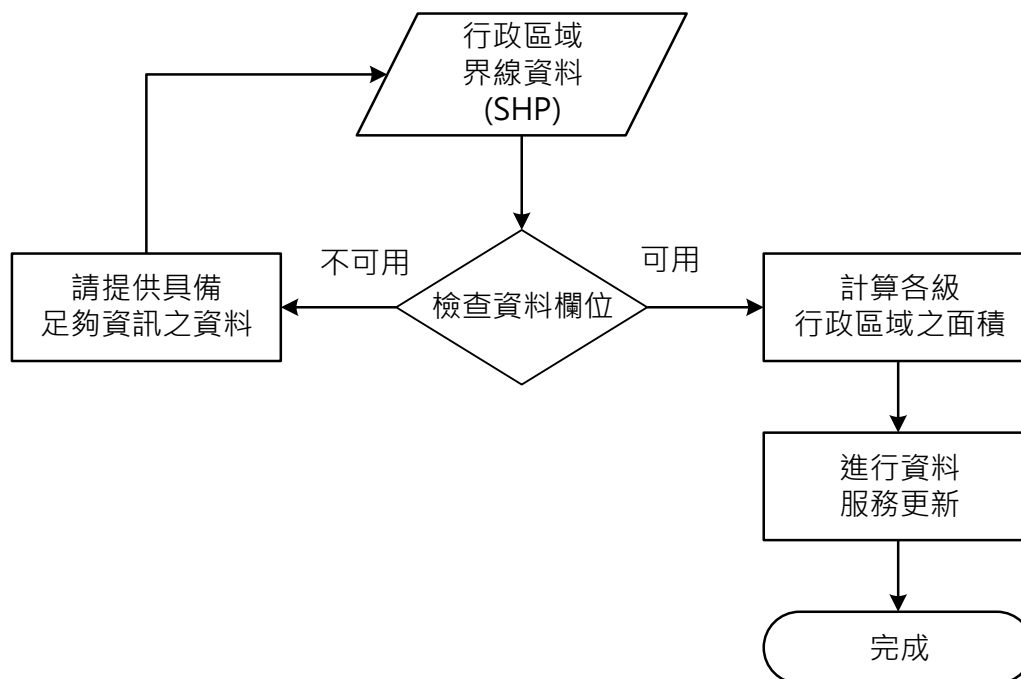 行政區域
界線資料
(SHP)
不可用
可用
請提供具備
足夠資訊之資料
檢查資料欄位
計算各級
行政區域之面積
進行資料
服務更新
完成